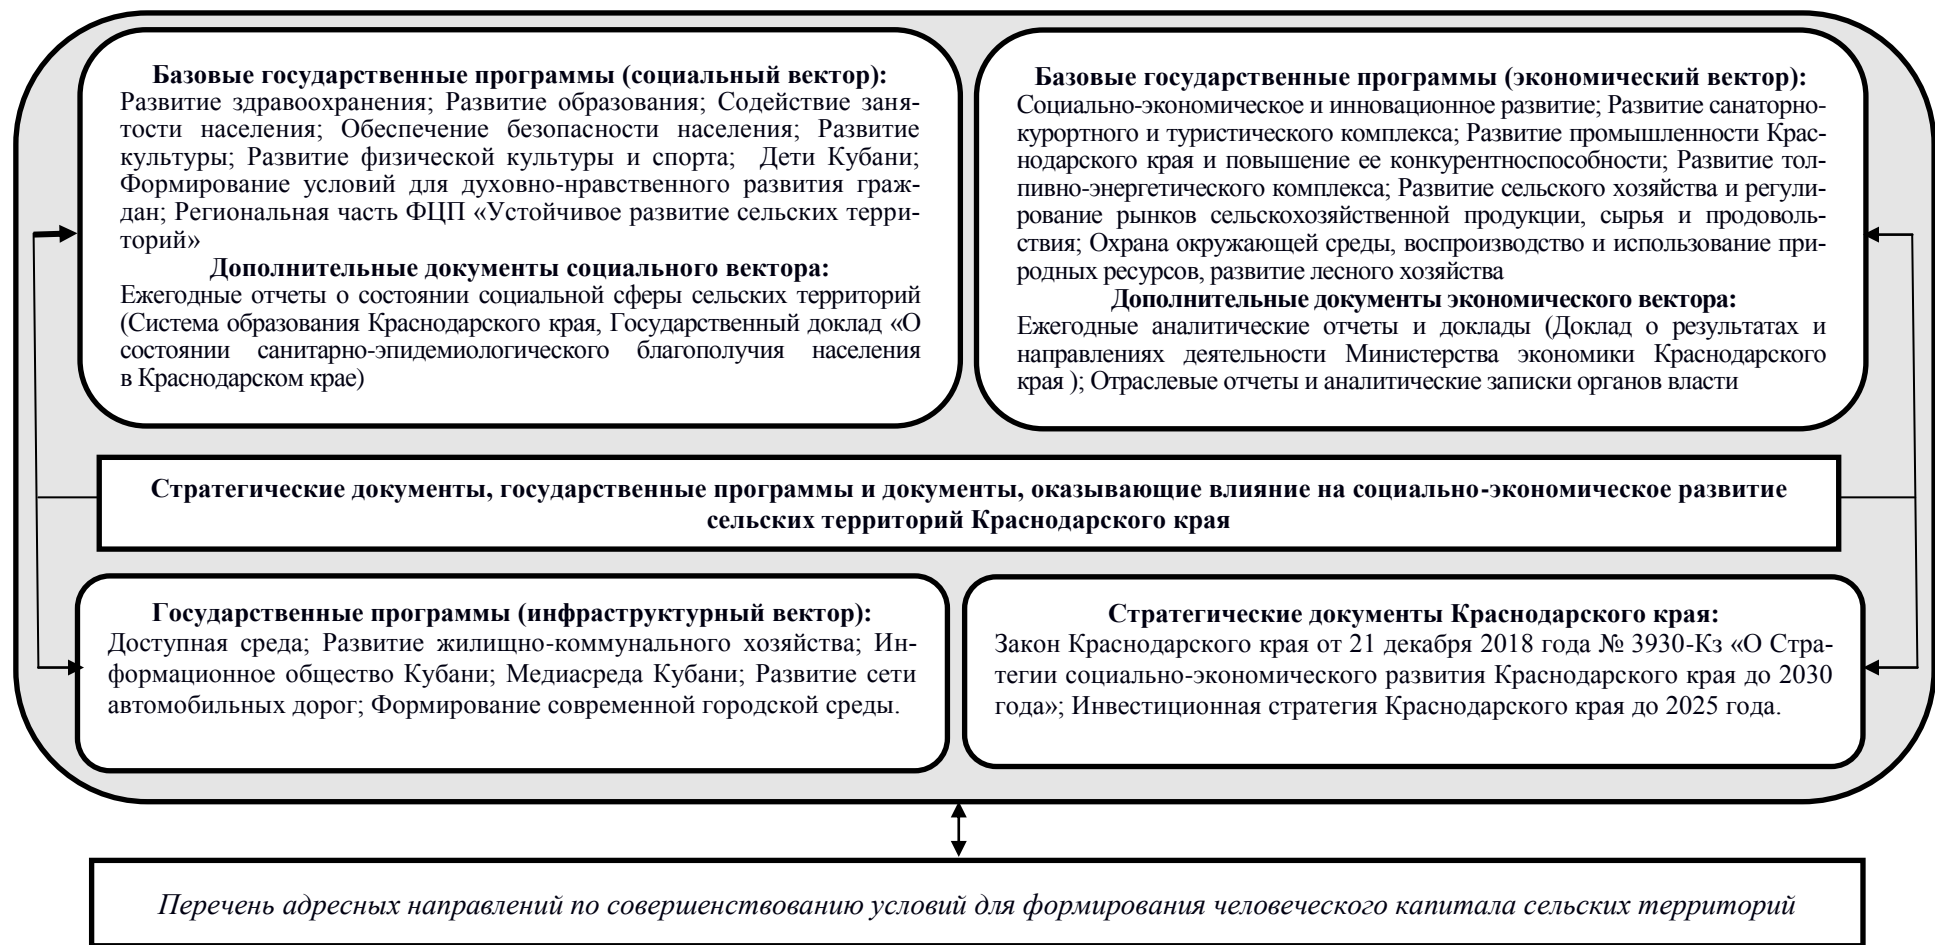 Базовые государственные программы (социальный вектор):
Развитие здравоохранения; Развитие образования; Содействие заня-
тости населения; Обеспечение безопасности населения; Развитие
культуры; Развитие физической культуры и спорта; Дети Кубани;
Формирование условий для духовно-нравственного развития граж-
дан; Региональная часть ФЦП «Устойчивое развитие сельских терри-
торий»
Дополнительные документы социального вектора:
Ежегодные отчеты о состоянии социальной сферы сельских территорий
(Система образования Краснодарского края, Государственный доклад «О
состоянии санитарно-эпидемиологического благополучия населения
в Краснодарском крае)
Базовые государственные программы (экономический вектор):
Социально-экономическое и инновационное развитие; Развитие санаторно-
курортного и туристического комплекса; Развитие промышленности Крас-
нодарского края и повышение ее конкурентноспособности; Развитие топ-
пивно-энергетического комплекса; Развитие сельского хозяйства и регули-
рование рынков сельскохозяйственной продукции, сырья и продоволь-
ствия; Охрана окружающей среды, воспроизводство и использование при-
родных ресурсов, развитие лесного хозяйства
Дополнительные документы экономического вектора:
Ежегодные аналитические отчеты и доклады (Доклад о результатах и
направлениях деятельности Министерства экономики Краснодарского
края ); Отраслевые отчеты и аналитические записки органов власти
Стратегические документы, государственные программы и документы, оказывающие влияние на социально-экономическое развитие
сельских территорий Краснодарского края
Государственные программы (инфраструктурный вектор):
Доступная среда; Развитие жилищно-коммунального хозяйства; Ин-
формационное общество Кубани; Медиасреда Кубани; Развитие сети
автомобильных дорог; Формирование современной городской среды.
Стратегические документы Краснодарского края:
Закон Краснодарского края от 21 декабря 2018 года № 3930-Кз «О Стра-
тегии социально-экономического развития Краснодарского края до 2030
года»; Инвестиционная стратегия Краснодарского края до 2025 года.
Перечень адресных направлений по совершенствованию условий для формирования человеческого капитала сельских территорий